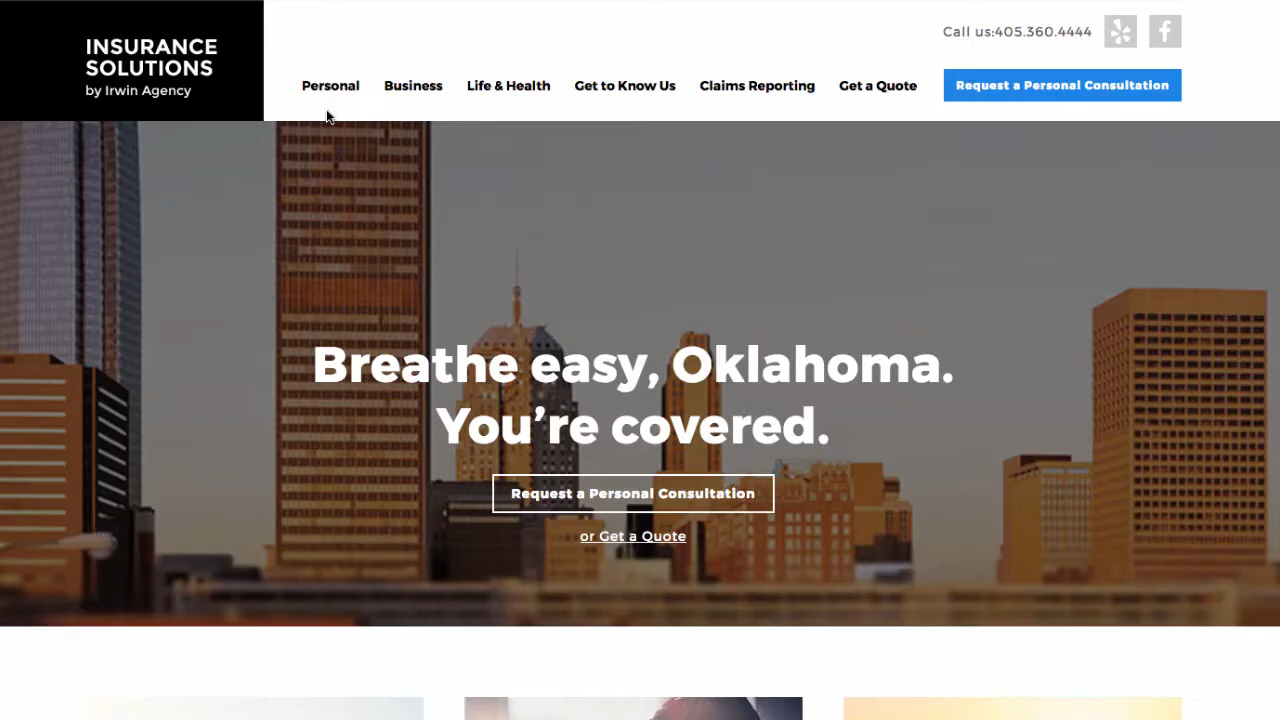 INSURANCE
SOLUTIONS
by Irwin Agency
Call us:405.360.4444
Personal
Business
Life & Health
Get to Know Us
Claims Reporting
Get a Quote
Request a Personal Consultation
Breathe easy, Oklahoma.
You’re covered.
Request a Personal Consultation
or Get a Quote